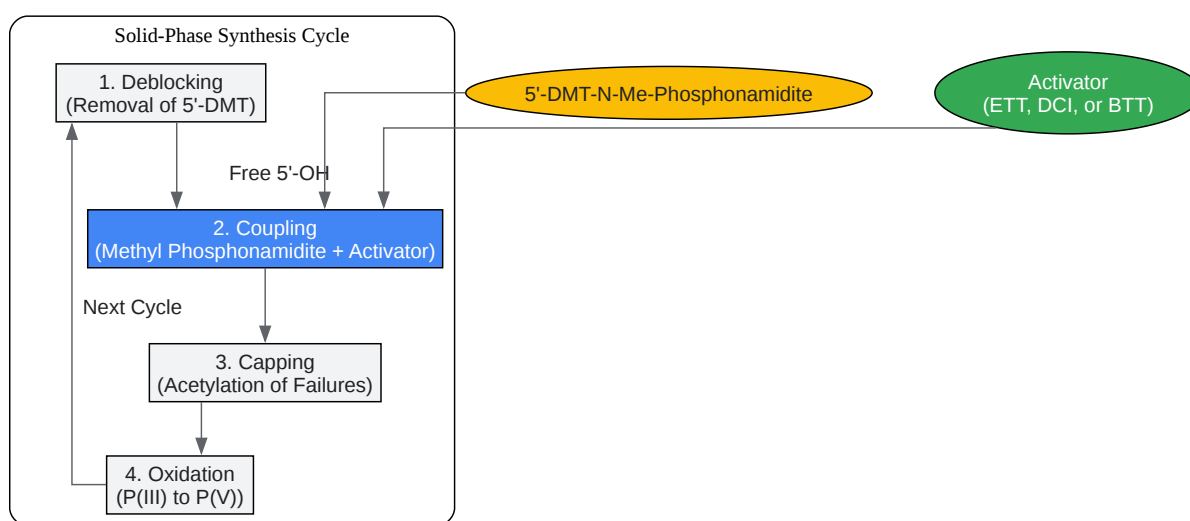 Solid-Phase Synthesis Cycle
1. Deblocking
(Removal of 5'-DMT)
5'-DMT-N-Me-Phosphonamidite
Activator
(ETT, DCI, or BTT)
Free 5'-OH
2. Coupling
(Methyl Phosphonamidite + Activator)
Next Cycle
3. Capping
(Acetylation of Failures)
4. Oxidation
(P(III) to P(V))